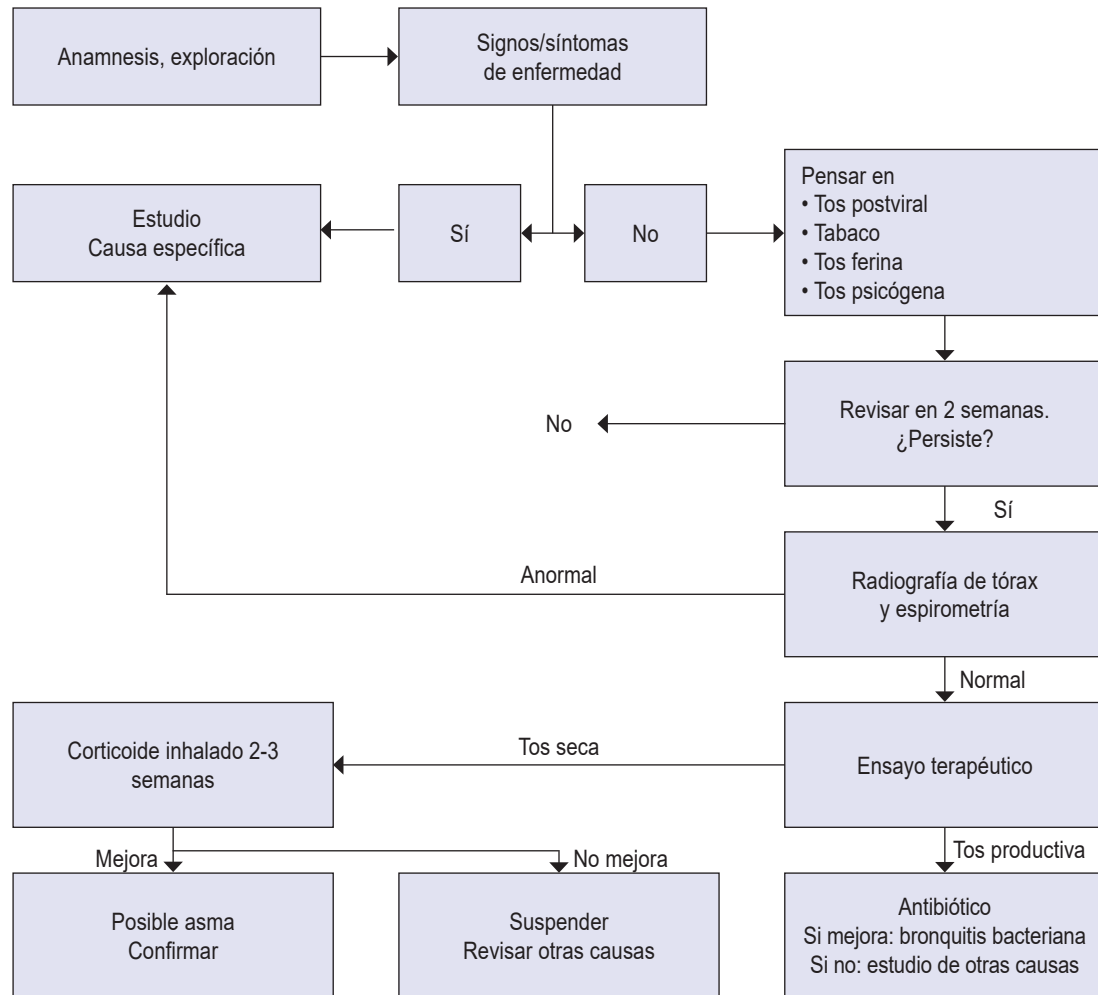 Anamnesis, exploración
Signos/síntomas
de enfermedad
Estudio
Causa específica
Sí
No
Pensar en
• Tos postviral
• Tabaco
• Tos ferina
• Tos psicógena
Revisar en 2 semanas.
¿Persiste?
No
Sí
Radiografía de tórax
y espirometría
Anormal
Normal
Ensayo terapéutico
Tos seca
Corticoide inhalado 2-3
semanas
Mejora
No mejora
Tos productiva
Posible asma
Confirmar
Suspender
Revisar otras causas
Antibiótico
Si mejora: bronquitis bacteriana
Si no: estudio de otras causas